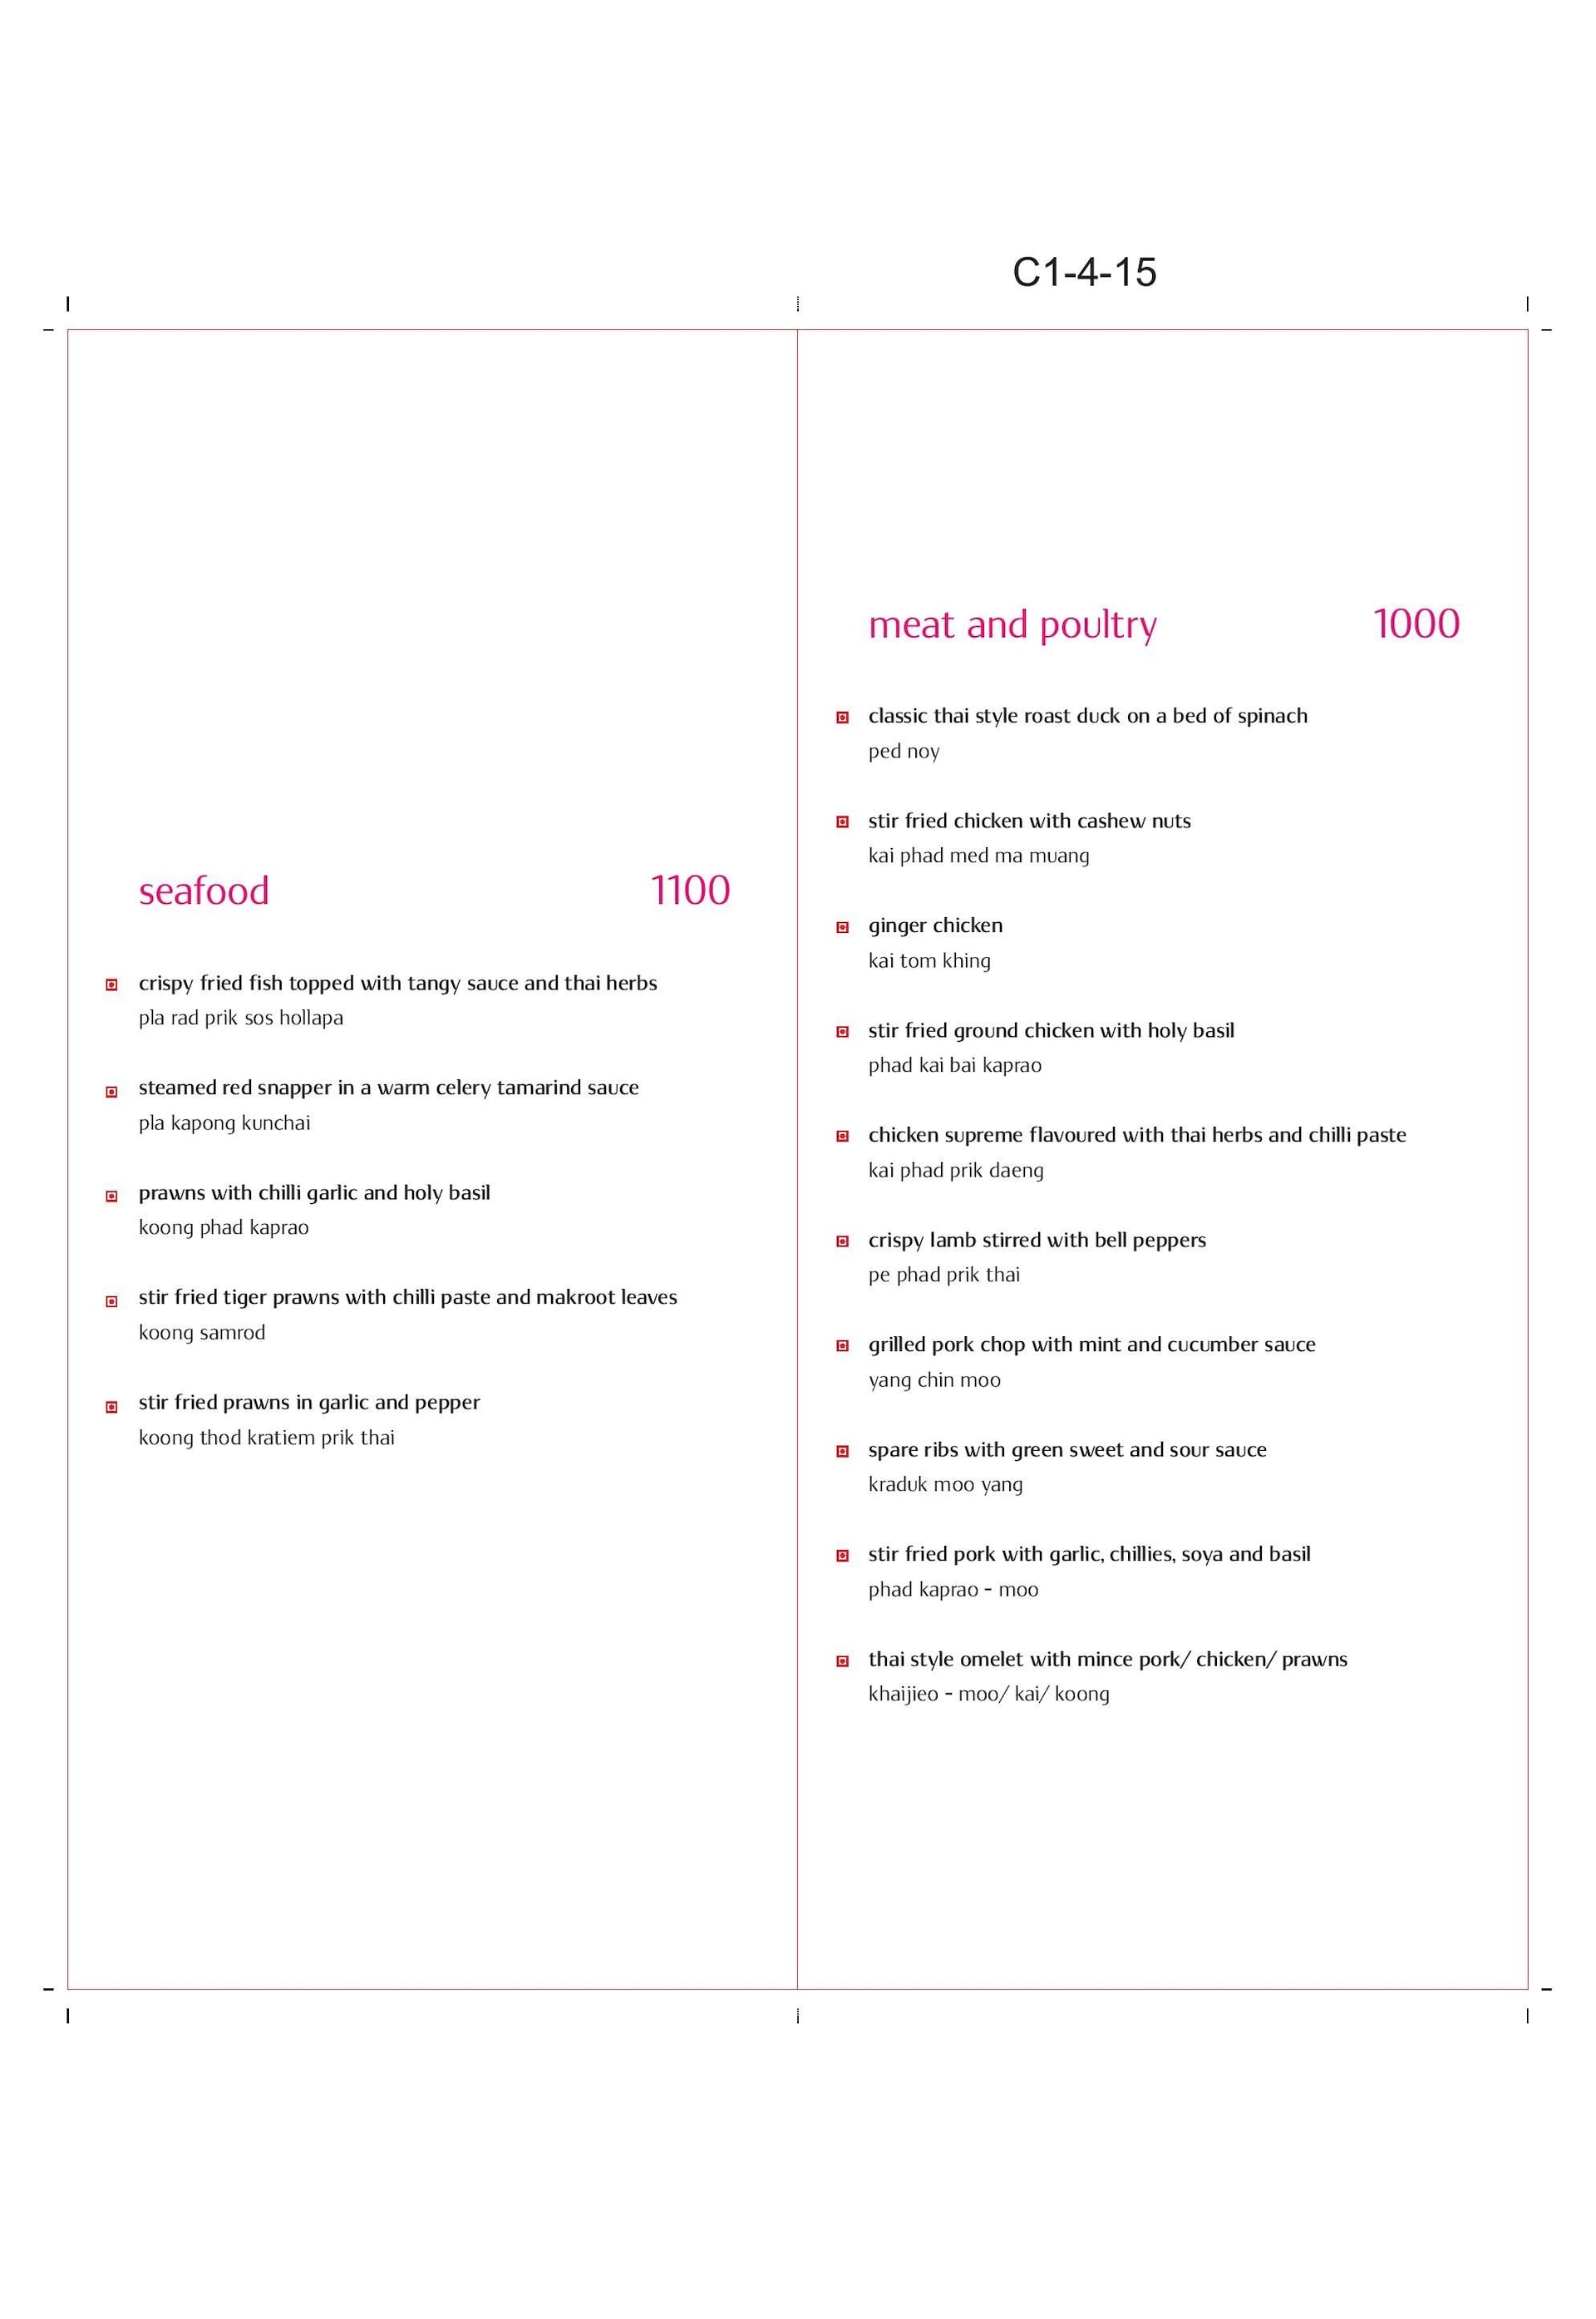 C1-4-15
seafood 1100
crispy fried fish topped with tangy sauce and thai herbs
pla rad prik sos hollapa
steamed red snapper in a warm celery tamarind sauce
pla kapong kunchai
prawns with chilli garlic and holy basil
koong phad kaprao
stir fried tiger prawns with chilli paste and makroot leaves
koong samrod
stir fried prawns in garlic and pepper
koong thod kratiem prik thai
meat and poultry 1000
classic thai style roast duck on a bed of spinach
ped noy
stir fried chicken with cashew nuts
kai phad med ma muang
ginger chicken
kai tom khing
stir fried ground chicken with holy basil
phad kai bai kaprao
chicken supreme flavoured with thai herbs and chilli paste
kai phad prik daeng
crispy lamb stirred with bell peppers
pe phad prik thai
grilled pork chop with mint and cucumber sauce
yang chin moo
spare ribs with green sweet and sour sauce
kraduk moo yang
stir fried pork with garlic, chillies, soya and basil
phad kaprao - moo
thai style omelet with mince pork/ chicken/ prawns
khaijieo - moo/ kai/ koong